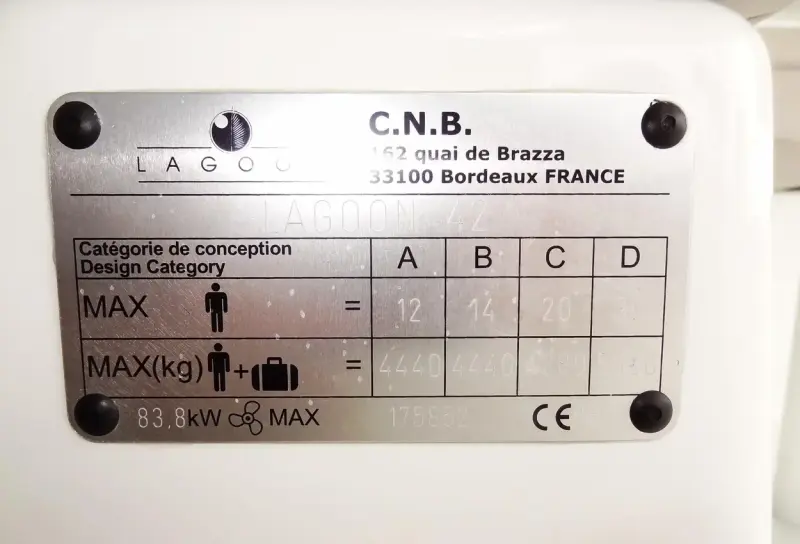 LAGOO
C.N.B.
162 quai de Brazza
33100 Bordeaux FRANCE
LAGOON 42
Catégorie de conception
Design Category
A B C D
MAX = 12 14 20
MAX(kg) + = 4440 4440
83,8kW MAX CE